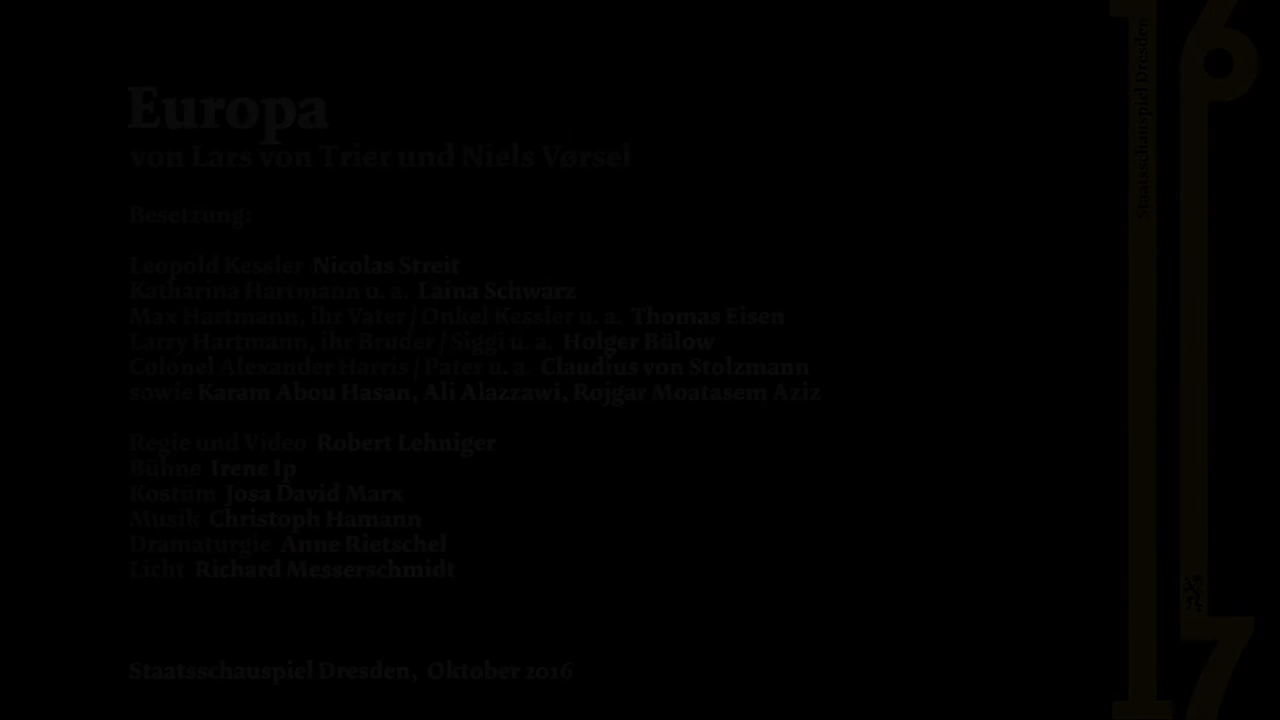 Europa
von Lars von Trier und Niels Vørsel
Besetzung:
Leopold Kessler Nicolas Streit
Katharina Hartmann u. a. Laina Schwarz
Max Hartmann, ihr Vater / Onkel Kessler u. a. Thomas Eisen
Larry Hartmann, ihr Bruder / Siggi u. a. Holger Bülow
Colonel Alexander Harris / Pater u. a. Claudius von Stolzmann
sowie Karam Abou Hasan, Ali Alazzawi, Rojgar Moatasem Aziz
Regie und Video Robert Lehniger
Bühne Irene Ip
Kostüm Josa David Marx
Musik Christoph Hamann
Dramaturgie Anne Rietschel
Licht Richard Messerschmidt
Staatsschauspiel Dresden, Oktober 2016
16
Staatsschauspiel Dresden
17